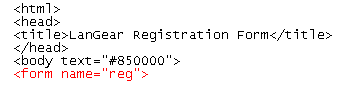 <html>
<head>
<title>LanGear Registration Form</title>
</head>
<body text="#850000">
<form name="reg">